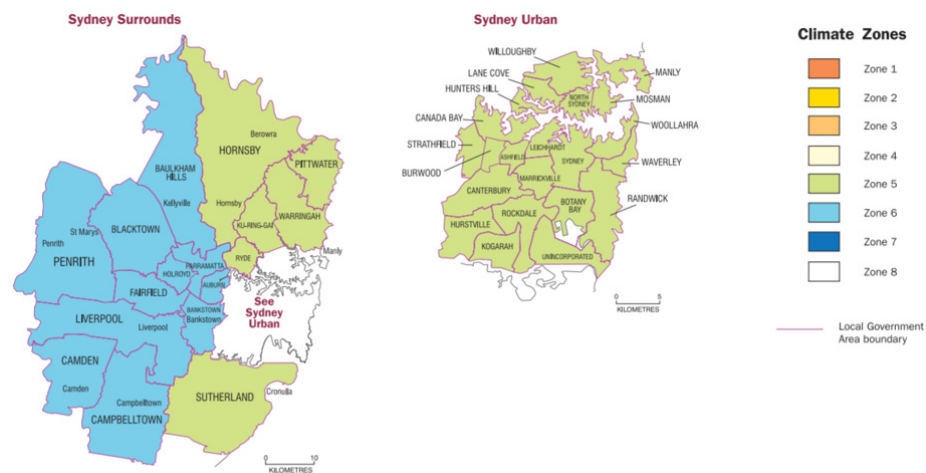 Sydney Surrounds
BAULKHAM
HILLS
Kellyville
Berowra
HORNSBY
Hornsby
PITTWATER
WARRINGAH
KU-RING-GAI
RYDE
Manly
BLACKTOWN
St Marys
Penrith
PENRITH
PARRAMATTA
HOLROYD
AUBURN
FAIRFIELD
BANKSTOWN
Bankstown
See
Sydney
Urban
LIVERPOOL
Liverpool
CAMDEN
Camden
Campbelltown
CAMPBELLTOWN
SUTHERLAND
Cronulla
0 10
KILOMETRES
Sydney Urban
WILLOUGHBY
LANE COVE
HUNTERS HILL
MANLY
NORTH
SYDNEY
MOSMAN
CANADA BAY
WOOLLAHRA
STRATHFIELD
LEICHHARDT
ASHFIELD
SYDNEY
BURWOOD
WAVERLEY
MARRICKVILLE
CANTERBURY
BOTANY
BAY
RANDWICK
ROCKDALE
HURSTVILLE
KOGARAH
UNINCORPORATED
0 5
KILOMETRES
Climate Zones
Zone 1
Zone 2
Zone 3
Zone 4
Zone 5
Zone 6
Zone 7
Zone 8
Local Government
Area boundary